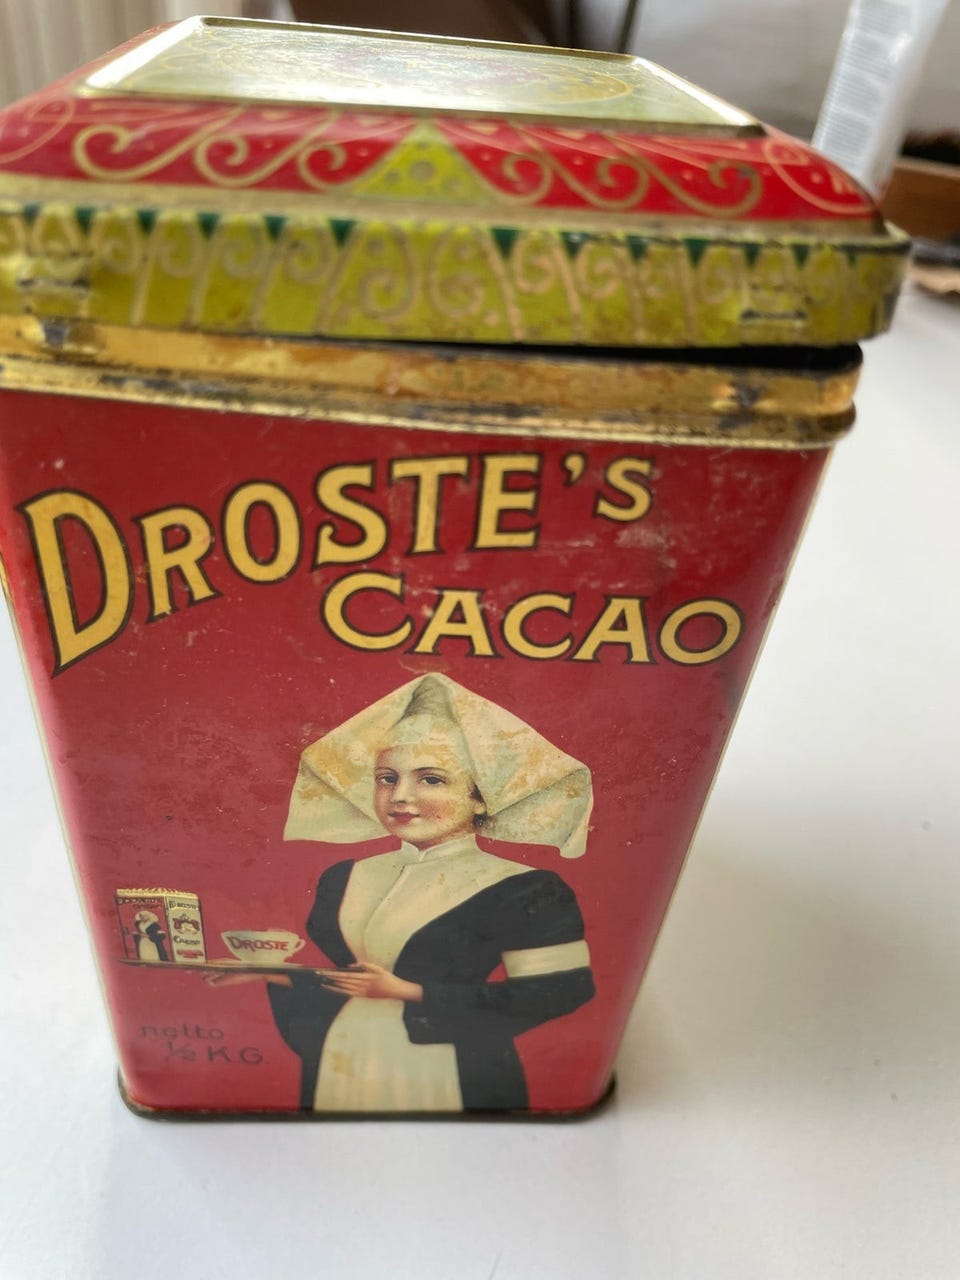 DROSTE'S
CACAO
DROSTE
netto
½ KG